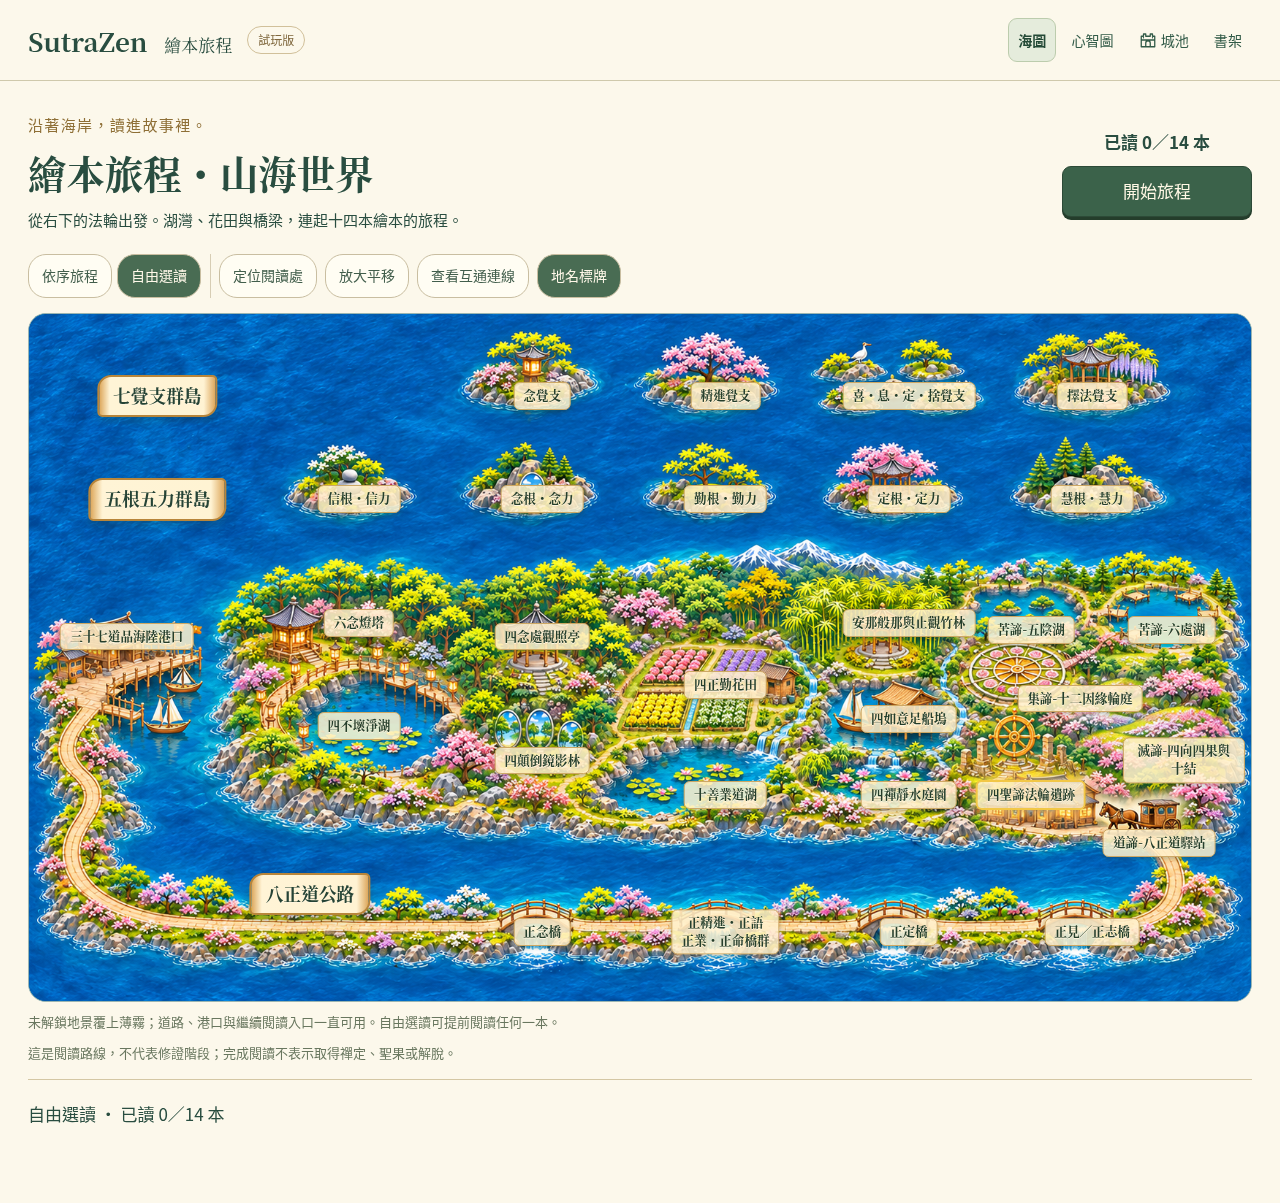 SutraZen 繪本旅程 試玩版 海圖 心智圖 城池 書架
沿著海岸，讀進故事裡。
繪本旅程・山海世界
從右下的法輪出發。湖灣、花田與橋梁，連起十四本繪本的旅程。
已讀 0／14 本
開始旅程
依序旅程 自由選讀 定位閱讀處 放大平移 查看互通連線 地名標牌
七覺支群島 念覺支 精進覺支 喜・息・定・捨覺支 擇法覺支
五根五力群島 信根・信力 念根・念力 勤根・勤力 定根・定力 慧根・慧力
三十七道品海陸港口 六念燈塔 四念處觀照亭 安那般那與止觀竹林 苦諦-五陰湖 苦諦-六處湖
四正勤花田 集諦-十二因緣輪庭
四不壞淨湖 四如意足船塢
四顛倒鏡影林 滅諦-四向四果與
十結
十善業道湖 四禪靜水庭園 四聖諦法輪遺跡
道諦-八正道驛站
八正道公路
正念橋 正精進・正語
正業・正命橋群
正定橋 正見／正志橋
未解鎖地景覆上薄霧；道路、港口與繼續閱讀入口一直可用。自由選讀可提前閱讀任何一本。
這是閱讀路線，不代表修證階段；完成閱讀不表示取得禪定、聖果或解脫。
自由選讀 ・ 已讀 0／14 本